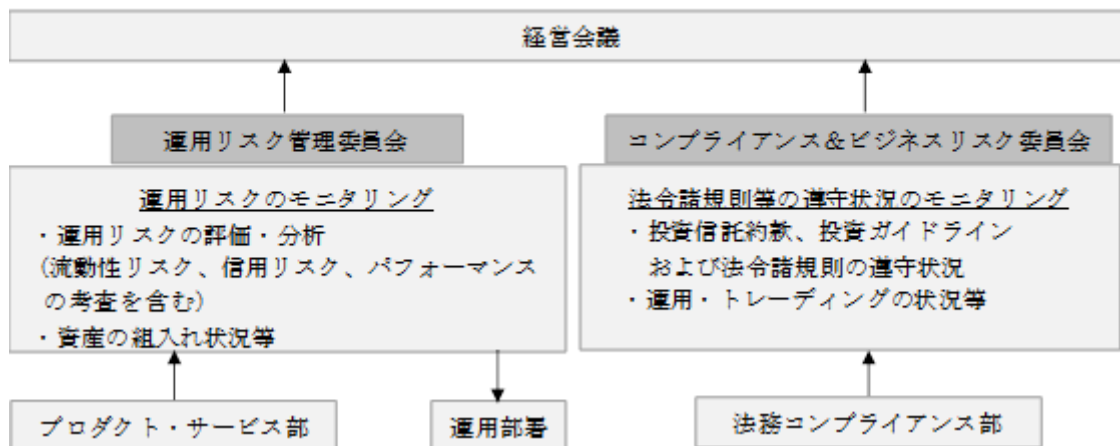 経営会議
運用リスク管理委員会
運用リスクのモニタリング
・運用リスクの評価・分析
(流動性リスク、信用リスク、パフォーマンス
の考査を含む)
・資産の組入れ状況等
プロダクト・サービス部
運用部署
コンプライアンス&ビジネスリスク委員会
法令諸規則等の遵守状況のモニタリング
・投資信託約款、投資ガイドライン
および法令諸規則の遵守状況
・運用・トレーディングの状況等
法務コンプライアンス部